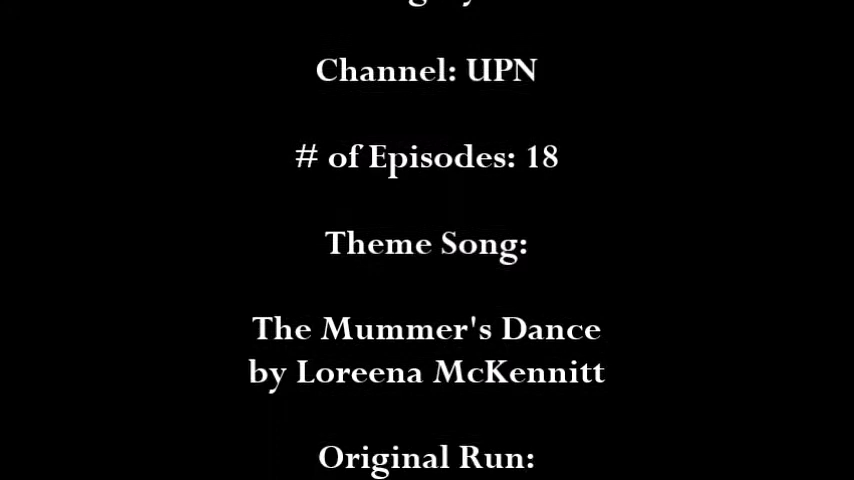 Channel: UPN
# of Episodes: 18
Theme Song:
The Mummer's Dance
by Loreena McKennitt
Original Run: